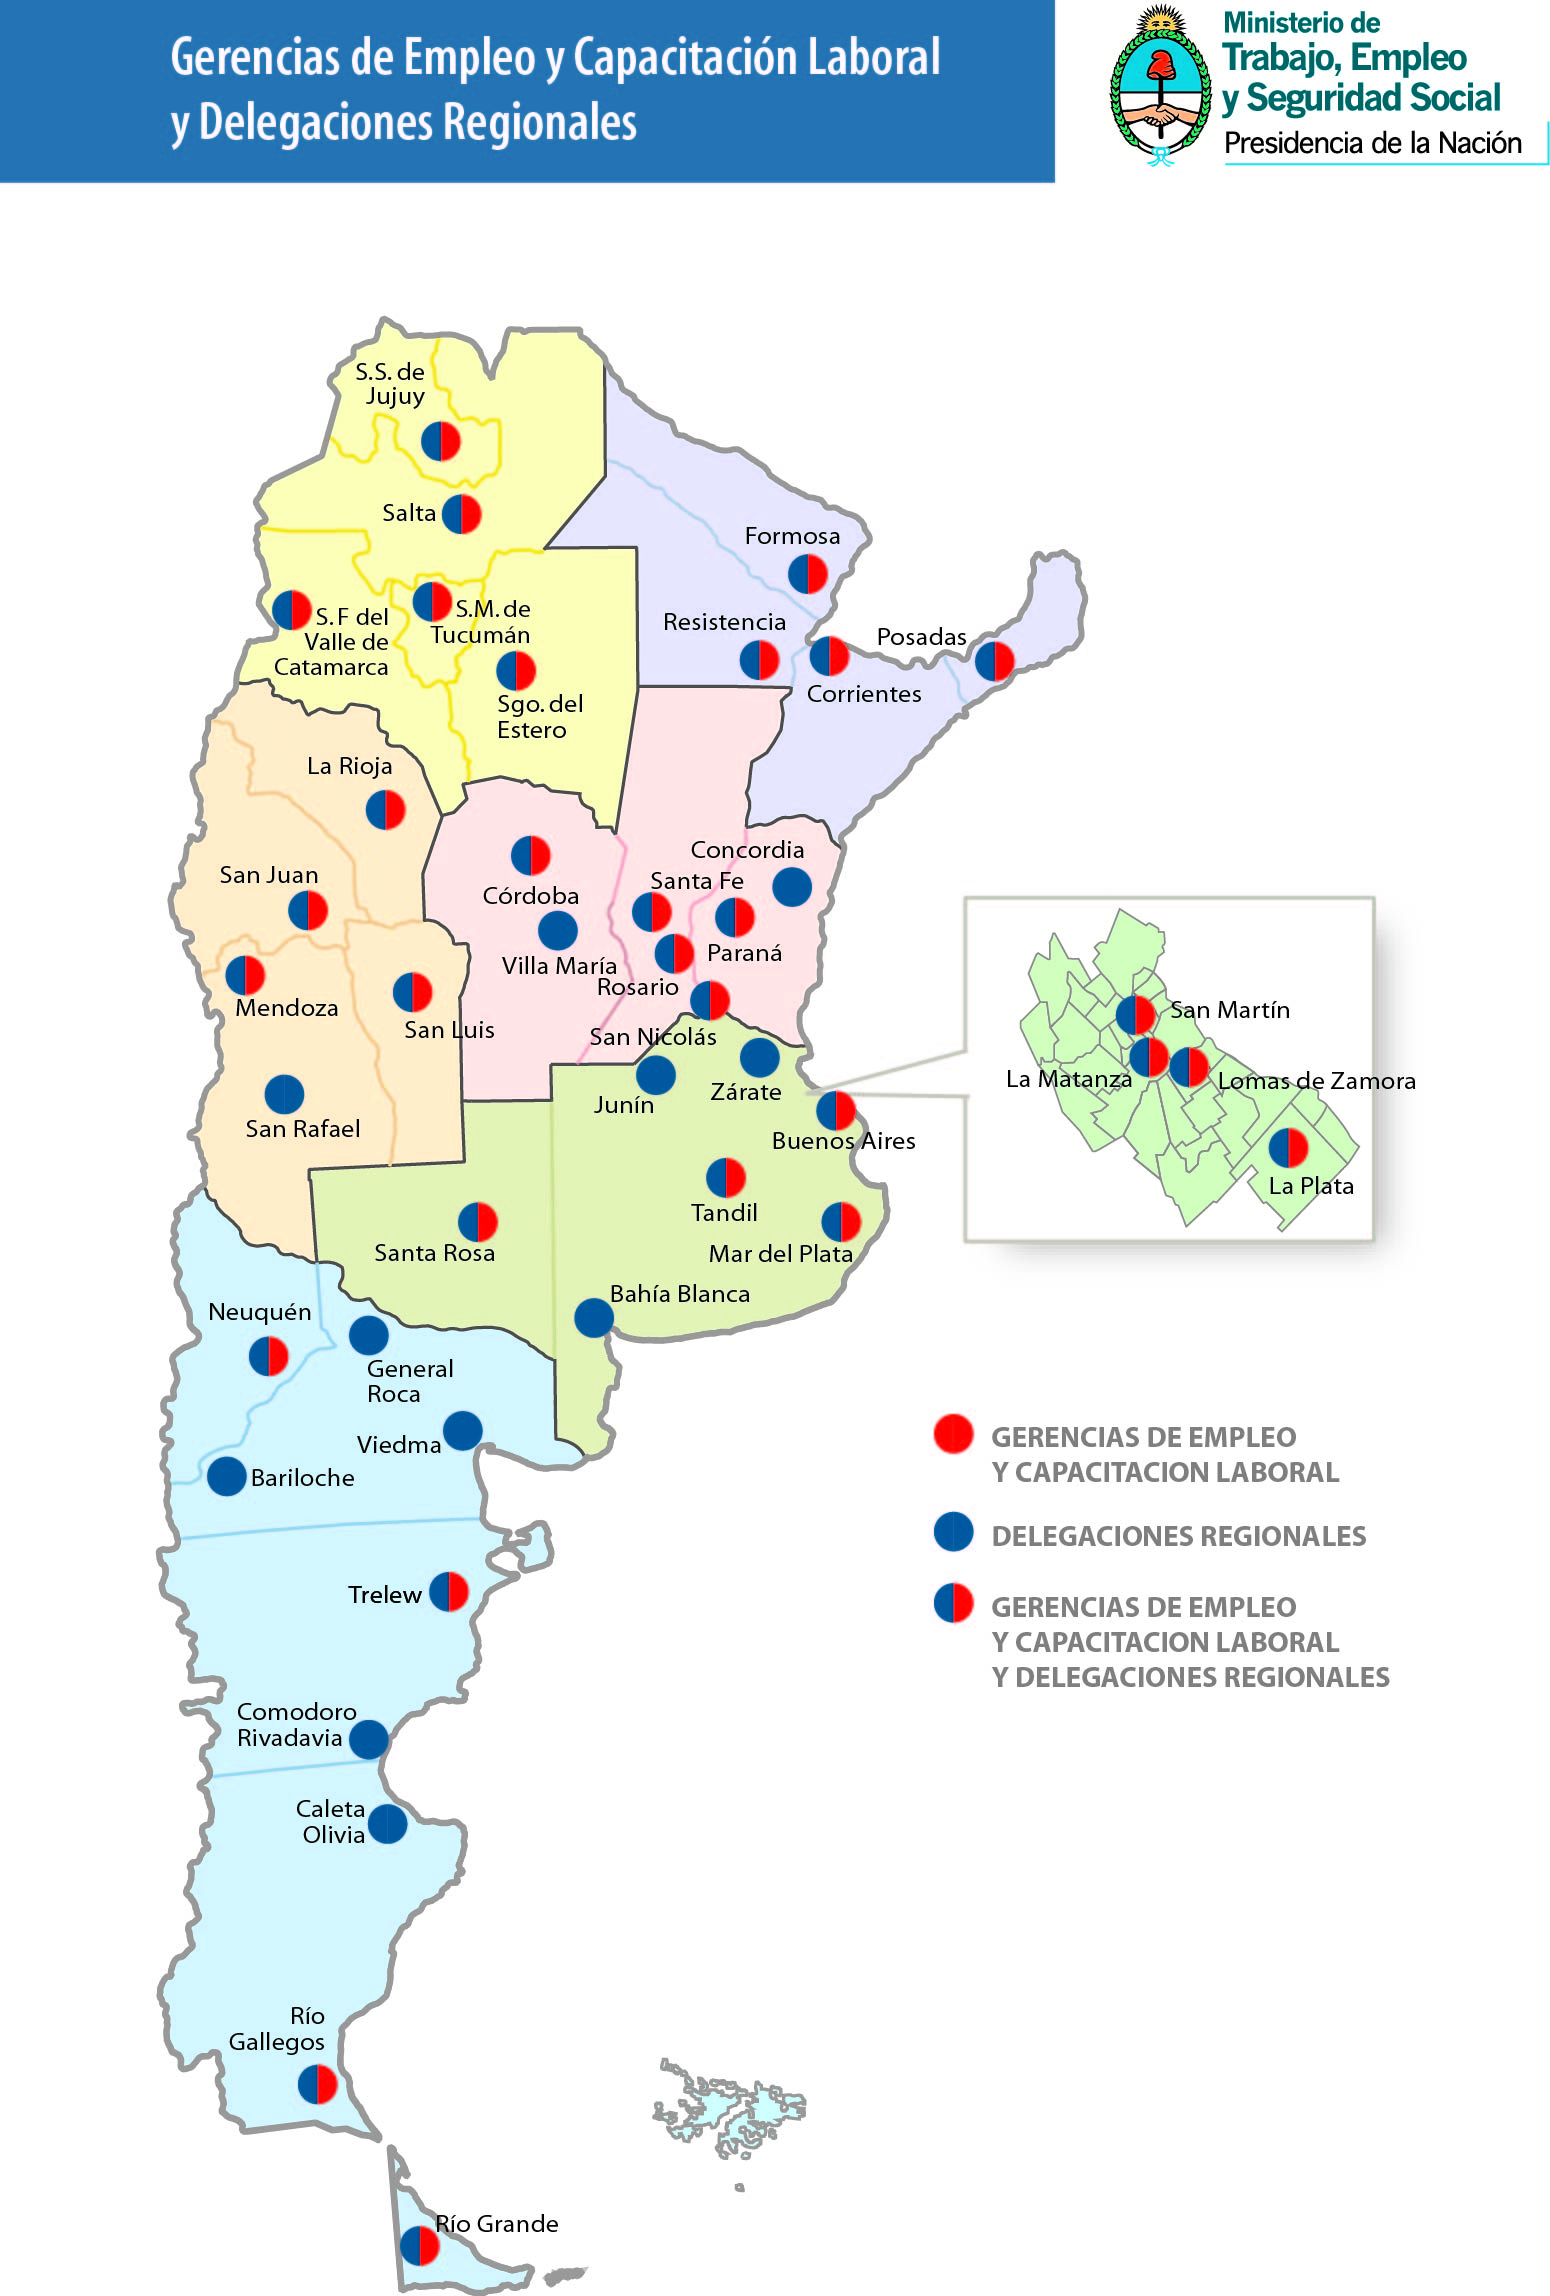 Gerencias de Empleo y Capacitación Laboral
y Delegaciones Regionales
Ministerio de
Trabajo, Empleo
y Seguridad Social
Presidencia de la Nación
S.S. de
Jujuy
Salta
Formosa
S. F del
Valle de
Catamarca
S.M. de
Tucumán
Resistencia
Posadas
Corrientes
Sgo. del
Estero
La Rioja
Concordia
San Juan
Santa Fe
Córdoba
Paraná
Villa María
Rosario
Mendoza
San Luis
San Nicolás
San Martín
La Matanza
Lomas de Zamora
La Plata
Junín
Zárate
San Rafael
Buenos Aires
Tandil
Santa Rosa
Mar del Plata
Bahía Blanca
Neuquén
General
Roca
Viedma
Bariloche
GERENCIAS DE EMPLEO
Y CAPACITACION LABORAL
DELEGACIONES REGIONALES
GERENCIAS DE EMPLEO
Y CAPACITACION LABORAL
Y DELEGACIONES REGIONALES
Trelew
Comodoro
Rivadavia
Caleta
Olivia
Río
Gallegos
Río Grande